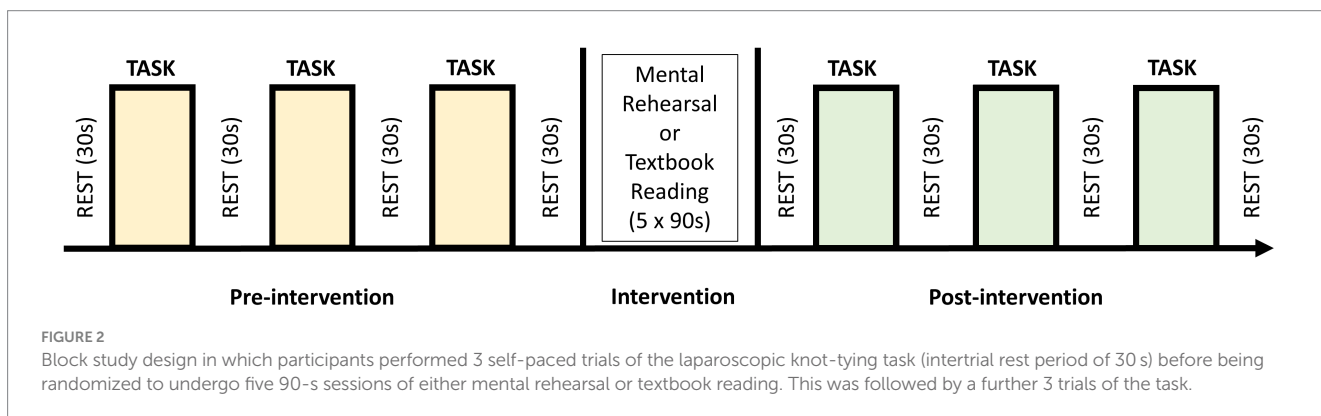 TASK
TASK
TASK
REST (30s)
REST (30s)
REST (30s)
REST (30s)
Mental
Rehearsal
or
Textbook
Reading
(5 x 90s)
TASK
TASK
TASK
REST (30s)
REST (30s)
REST (30s)
REST (30s)
Pre-intervention
Intervention
Post-intervention
FIGURE 2
Block study design in which participants performed 3 self-paced trials of the laparoscopic knot-tying task (intertrial rest period of 30 s) before being
randomized to undergo five 90-s sessions of either mental rehearsal or textbook reading. This was followed by a further 3 trials of the task.